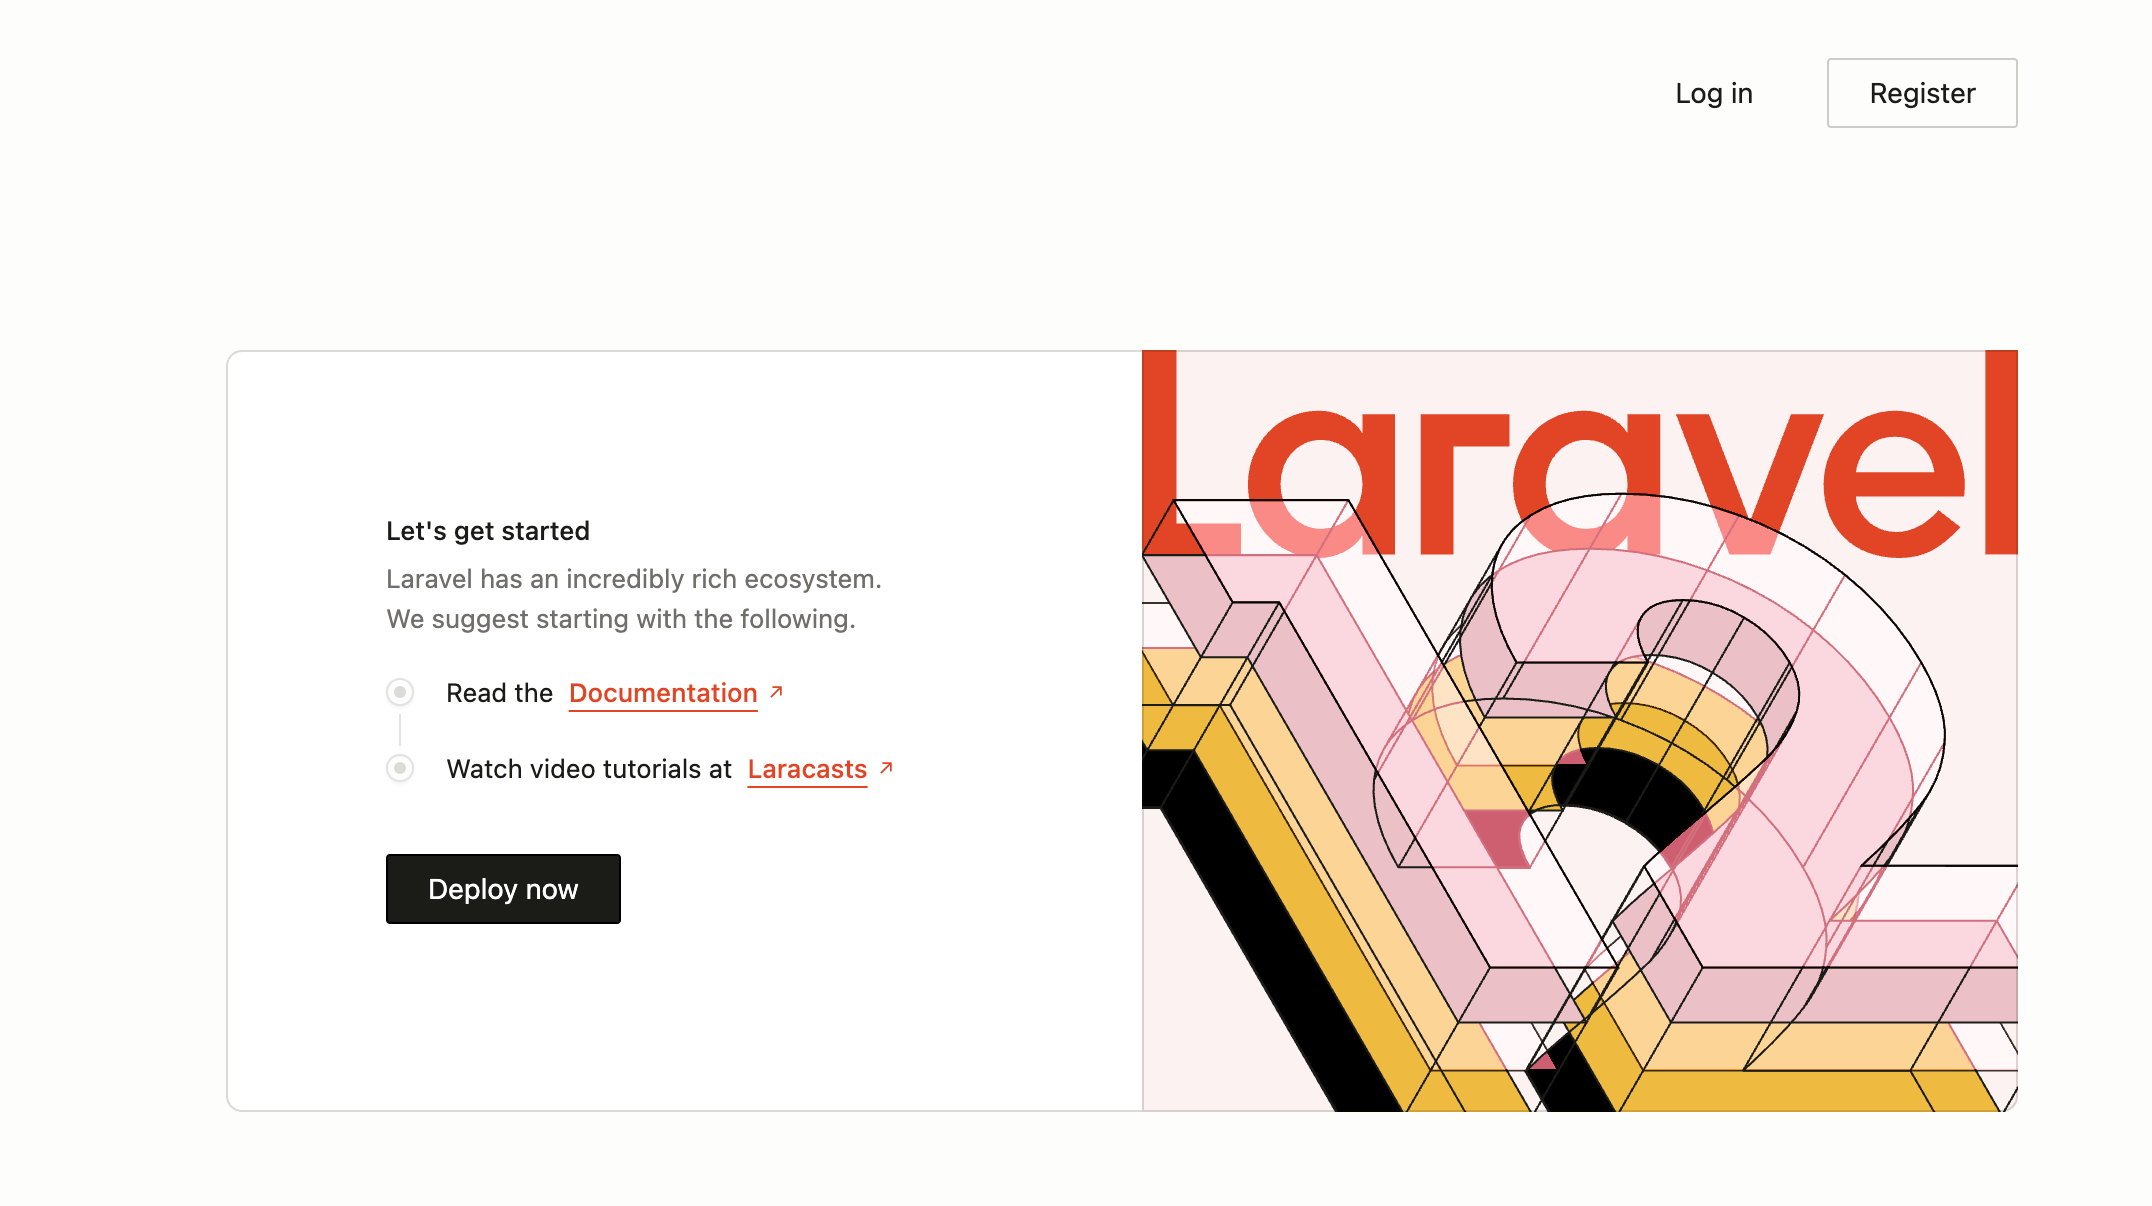 Log in
Register
Let's get started
Laravel has an incredibly rich ecosystem.
We suggest starting with the following.
Read the Documentation
Watch video tutorials at Laracasts
Deploy now
Laravel